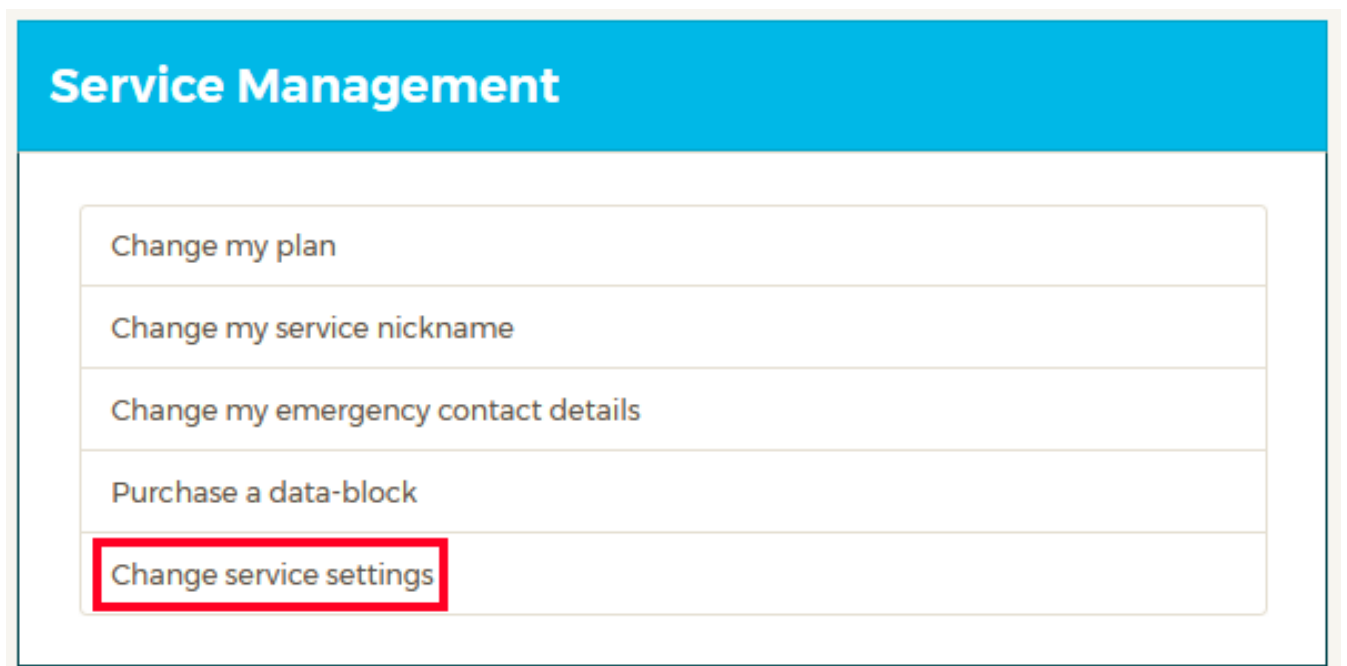 Service Management
Change my plan
Change my service nickname
Change my emergency contact details
Purchase a data-block
Change service settings